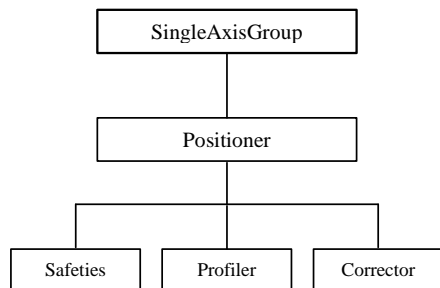 SingleAxisGroup
Positioner
Safeties
Profiler
Corrector